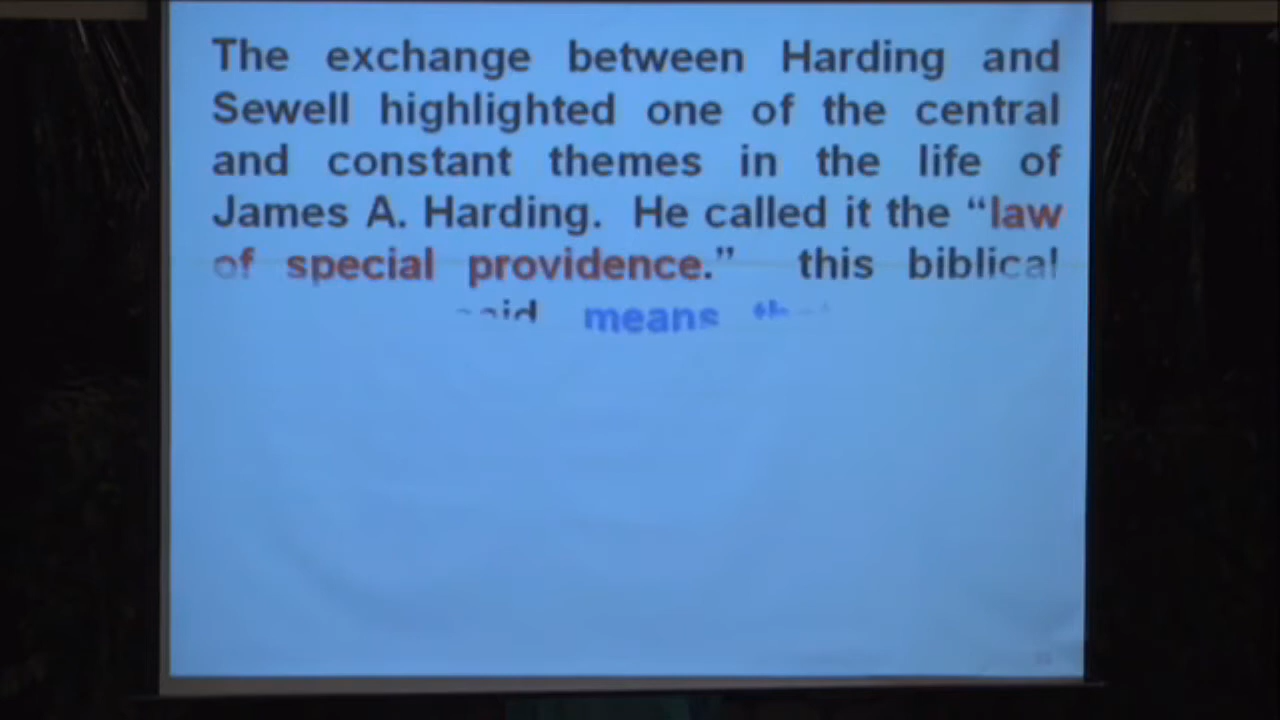 The exchange between Harding and
Sewell highlighted one of the central
and constant themes in the life of
James A. Harding. He called it the “law
of special providence.” this biblical
means